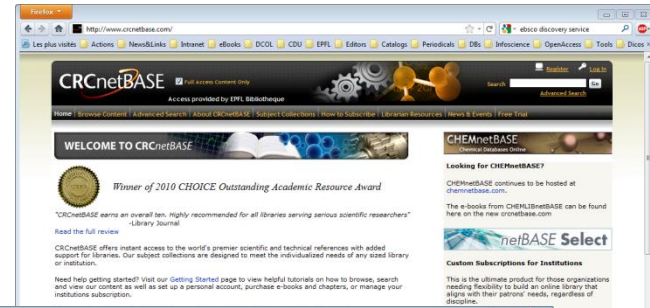 Firefox
http://www.crcnetbase.com/
ebsco discovery service
Les plus visités Actions News&Links Intranet eBooks DCOL CDU EPFL Editors Catalogs Periodicals DBs Infoscience OpenAccess Tools Dicos
CRCnetBASE Full Access Content Only
Register Log In
Search Go
Access provided by EPFL Bibliotheque
Advanced Search
Home Browse Content Advanced Search About CRCnetBASE Subject Collections How to Subscribe Librarian Resources News & Events Free Trial
WELCOME TO CRCnetBASE
Winner of 2010 CHOICE Outstanding Academic Resource Award
"CRCnetBASE earns an overall ten. Highly recommended for all libraries serving serious scientific researchers"
-Library Journal
Read the full review
CRCnetBASE offers instant access to the world's premier scientific and technical references with added
support for libraries. Our subject collections are designed to meet the individualized needs of any sized library
or institution.
Need help getting started? Visit our Getting Started page to view helpful tutorials on how to browse, search
and view our content as well as set up a personal account, purchase e-books and chapters, or manage your
institutions subscription.
CHEMnetBASE
Chemical Databases Online
Looking for CHEMnetBASE?
CHEMnetBASE continues to be hosted at
chemnetbase.com.
The e-books from CHEMLIBnetBASE can be found
here on the new crcnetbase.com
netBASE Select
Custom Subscriptions for Institutions
This is the ultimate product for those organizations
needing flexibility to build an online library that
aligns with their patrons' needs, regardless of
discipline.